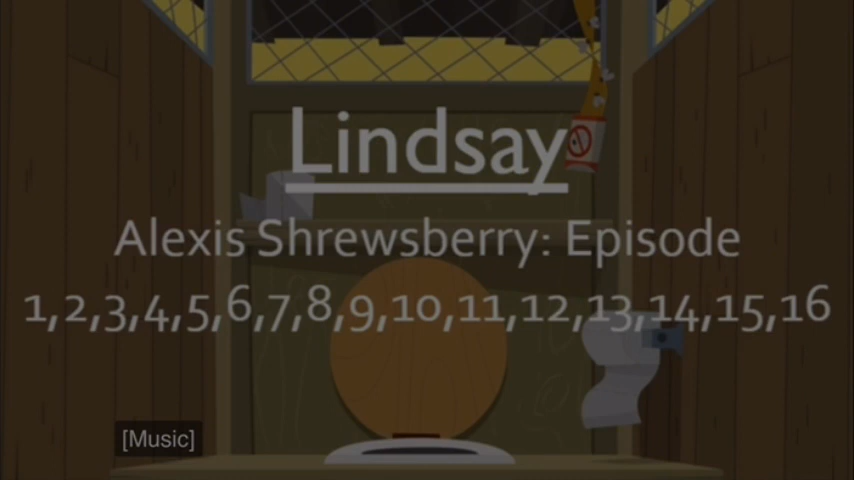 Lindsay
Alexis Shrewsberry: Episode
1,2,3,4,5,6,7,8,9,10,11,12,13,14,15,16
[Music]